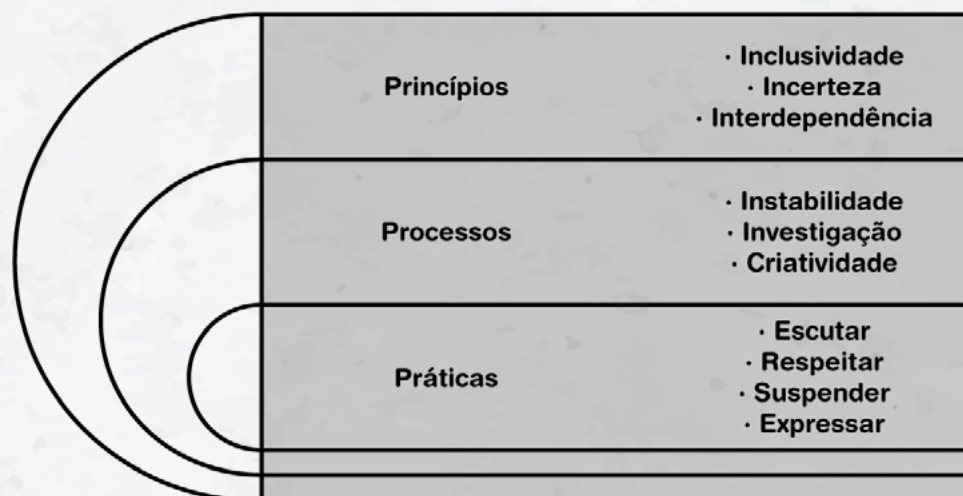 Princípios
· Inclusividade
· Incerteza
· Interdependência
Processos
· Instabilidade
· Investigação
· Criatividade
Práticas
· Escutar
· Respeitar
· Suspender
· Expressar